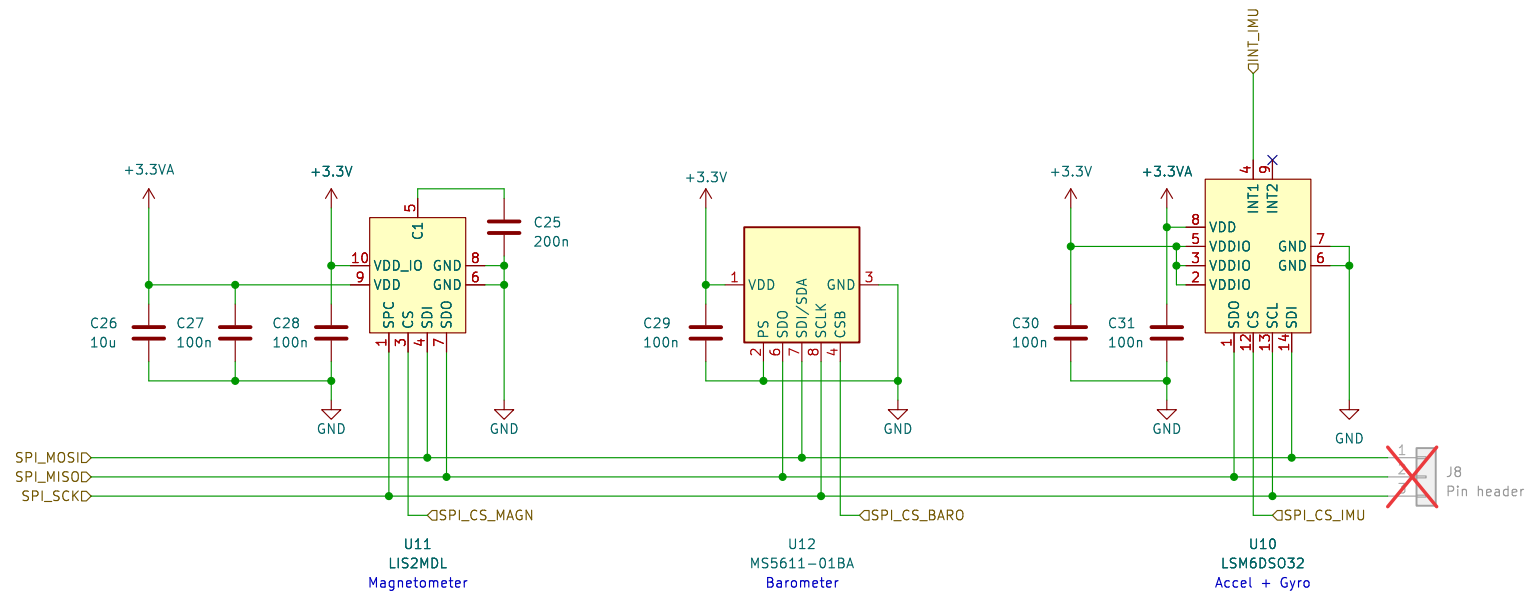 INT_IMU
+3.3VA
+3.3V
5
C1
C25
200n
10
VDD_IO
GND
8
9
VDD
GND
6
SPC
CS
SDI
SDO
1
3
4
7
C26
10u
C27
100n
C28
100n
GND
GND
+3.3V
1
VDD
GND
3
PS
SDO
SDI/SDA
SCLK
CSB
2
6
7
8
4
C29
100n
GND
+3.3V
+3.3VA
4
9
INT1
INT2
8
VDD
5
VDDIO
GND
7
3
VDDIO
GND
6
2
VDDIO
SDO
CS
SCL
SDI
1
12
13
14
C30
100n
C31
100n
GND
GND
SPI_MOSI
SPI_MISO
SPI_SCK
1
2
3
J8
Pin header
SPI_CS_MAGN
SPI_CS_BARO
SPI_CS_IMU
U11
LIS2MDL
Magnetometer
U12
MS5611-01BA
Barometer
U10
LSM6DSO32
Accel + Gyro